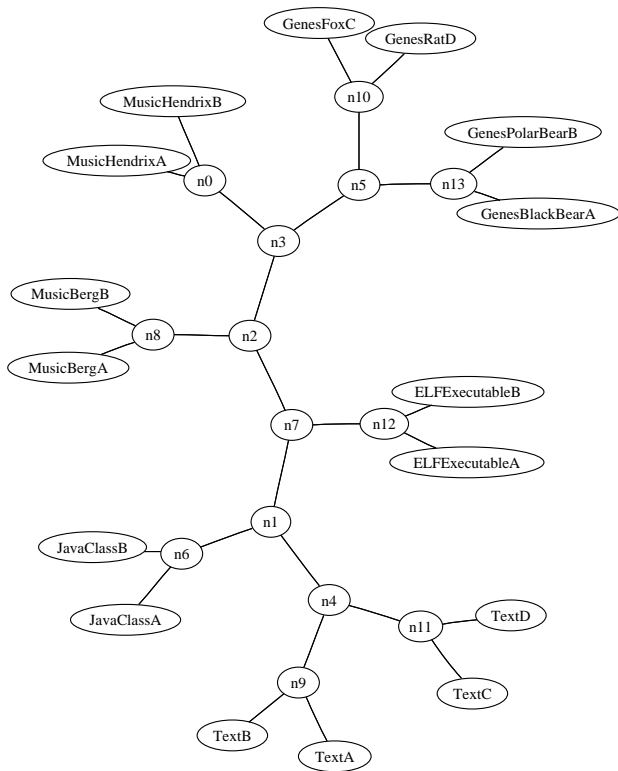 GenesFoxC
GenesRatD
n10
MusicHendrixB
GenesPolarBearB
MusicHendrixA
n0
n5
n13
GenesBlackBearA
n3
MusicBergB
n8
n2
MusicBergA
ELFExecutableB
n7
n12
ELFExecutableA
n1
JavaClassB
n6
n4
JavaClassA
n11
TextD
n9
TextC
TextB
TextA